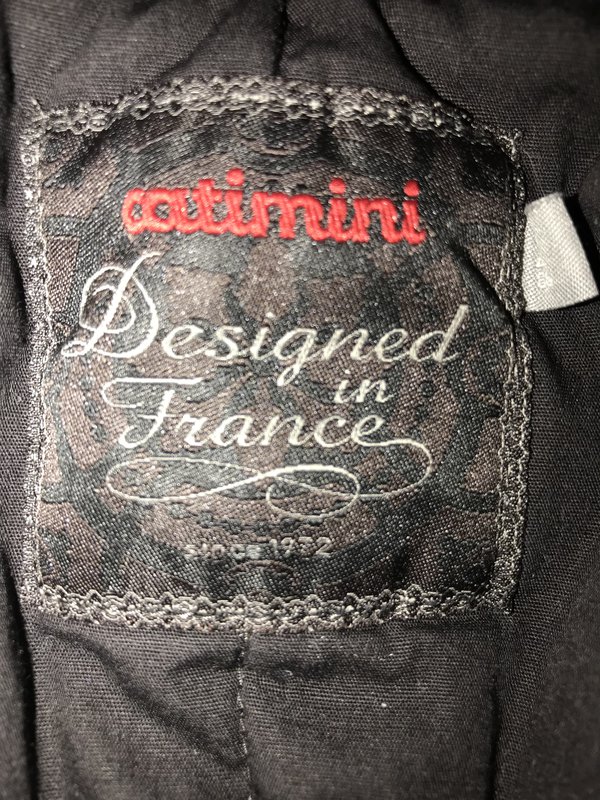 catimini
Designed
in
France
since 1972